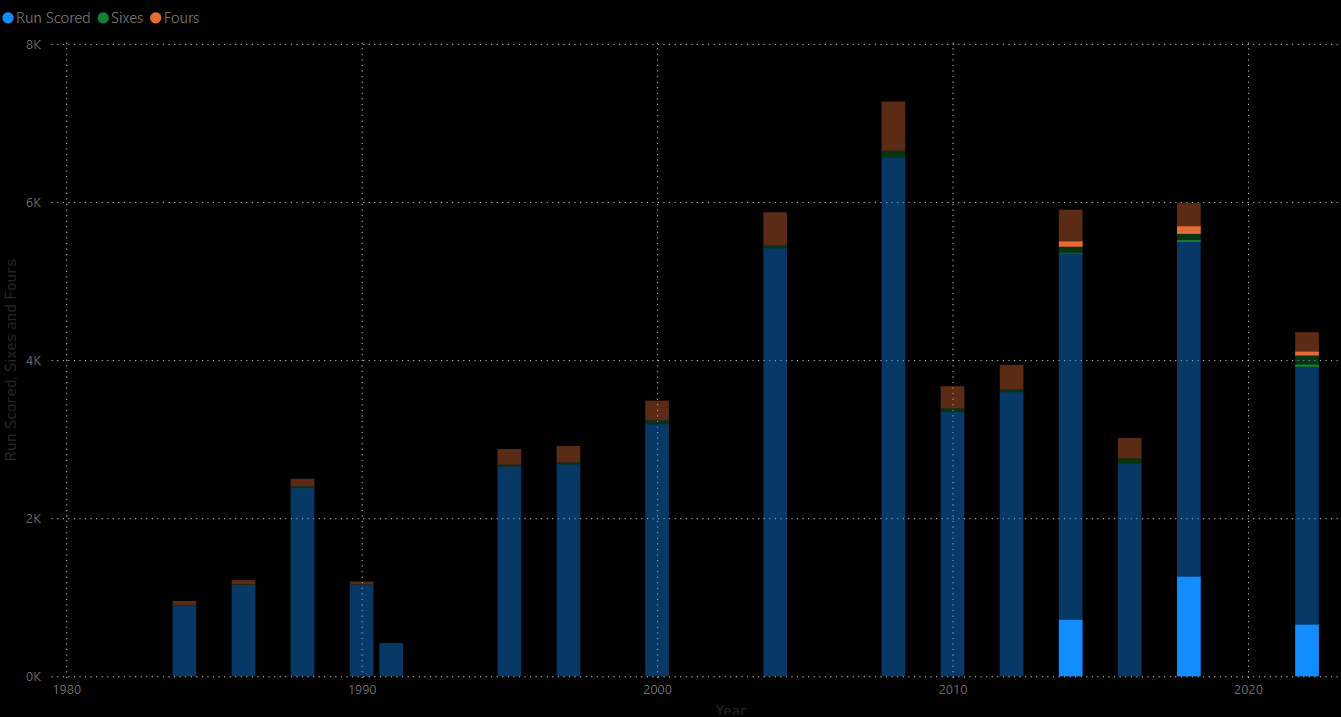 Run Scored Sixes Fours
8K
6K
4K
2K
0K
Run Scored, Sixes and Fours
1980 1990 2000 2010 2020
Year